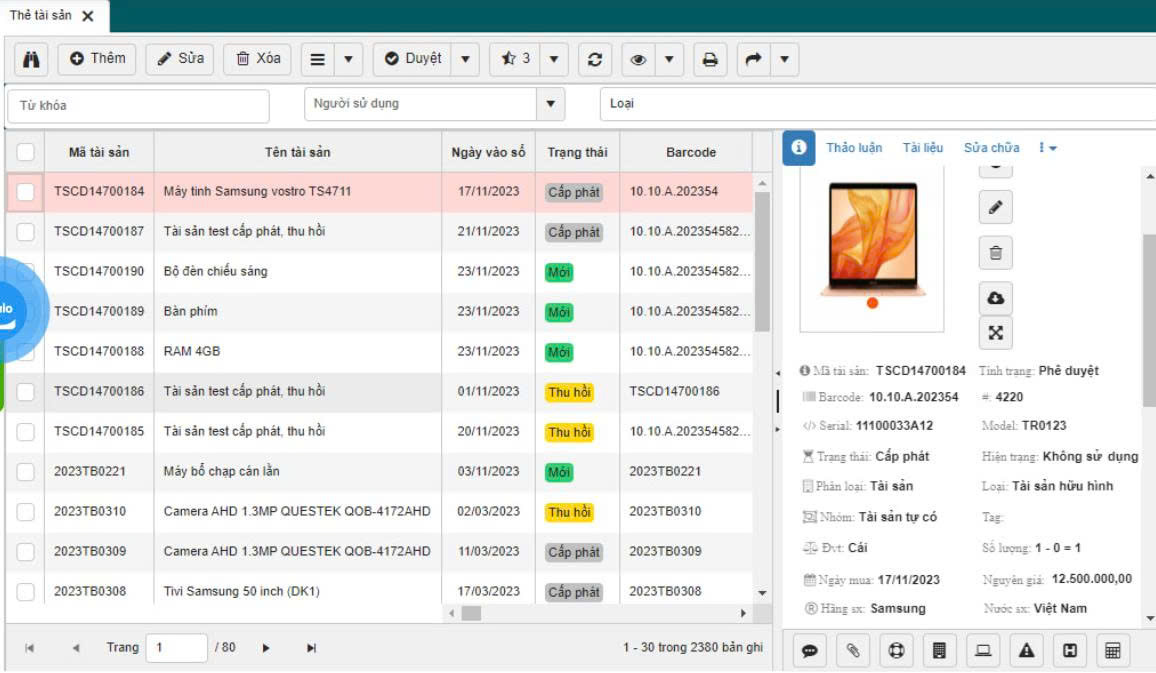 Thẻ tài sản
Thêm Sửa Xóa Duyệt 3
Từ khóa Người sử dụng Loại
Mã tài sản Tên tài sản Ngày vào sổ Trạng thái Barcode
TSCD14700184 Máy tinh Samsung vostro TS4711 17/11/2023 Cấp phát 10.10.A.202354
TSCD14700187 Tài sản test cấp phát, thu hồi 21/11/2023 Cấp phát 10.10.A.202354582...
TSCD14700190 Bộ đèn chiếu sáng 23/11/2023 Mới 10.10.A.202354582...
TSCD14700189 Bàn phím 23/11/2023 Mới 10.10.A.202354582...
TSCD14700188 RAM 4GB 23/11/2023 Mới 10.10.A.202354582...
TSCD14700186 Tài sản test cấp phát, thu hồi 01/11/2023 Thu hồi TSCD14700186
TSCD14700185 Tài sản test cấp phát, thu hồi 20/11/2023 Thu hồi 10.10.A.202354582...
2023TB0221 Máy bổ chạp cán lần 03/11/2023 Mới 2023TB0221
2023TB0310 Camera AHD 1.3MP QUESTEK QOB-4172AHD 02/03/2023 Thu hồi 2023TB0310
2023TB0309 Camera AHD 1.3MP QUESTEK QOB-4172AHD 11/03/2023 Cấp phát 2023TB0309
2023TB0308 Tivi Samsung 50 inch (DK1) 17/03/2023 Cấp phát 2023TB0308
Trang 1 / 80 1 - 30 trong 2380 bản ghi
Thảo luận Tài liệu Sửa chữa
Mã tài sản: TSCD14700184 Tình trạng: Phê duyệt
Barcode: 10.10.A.202354 #: 4220
Serial: 11100033A12 Model: TR0123
Trạng thái: Cấp phát Hiện trạng: Không sử dụng
Phân loại: Tài sản Loại: Tài sản hữu hình
Nhóm: Tài sản tự có Tag:
Đvt: Cái Số lượng: 1 - 0 = 1
Ngày mua: 17/11/2023 Nguyên giá: 12.500.000,00
Hãng sx: Samsung Nước sx: Việt Nam